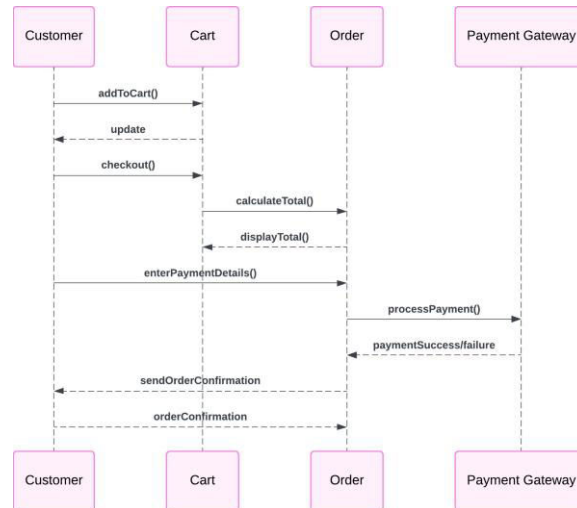 Customer Cart Order Payment Gateway
addToCart()
update
checkout()
calculateTotal()
displayTotal()
enterPaymentDetails()
processPayment()
paymentSuccess/failure
sendOrderConfirmation
orderConfirmation
Customer Cart Order Payment Gateway